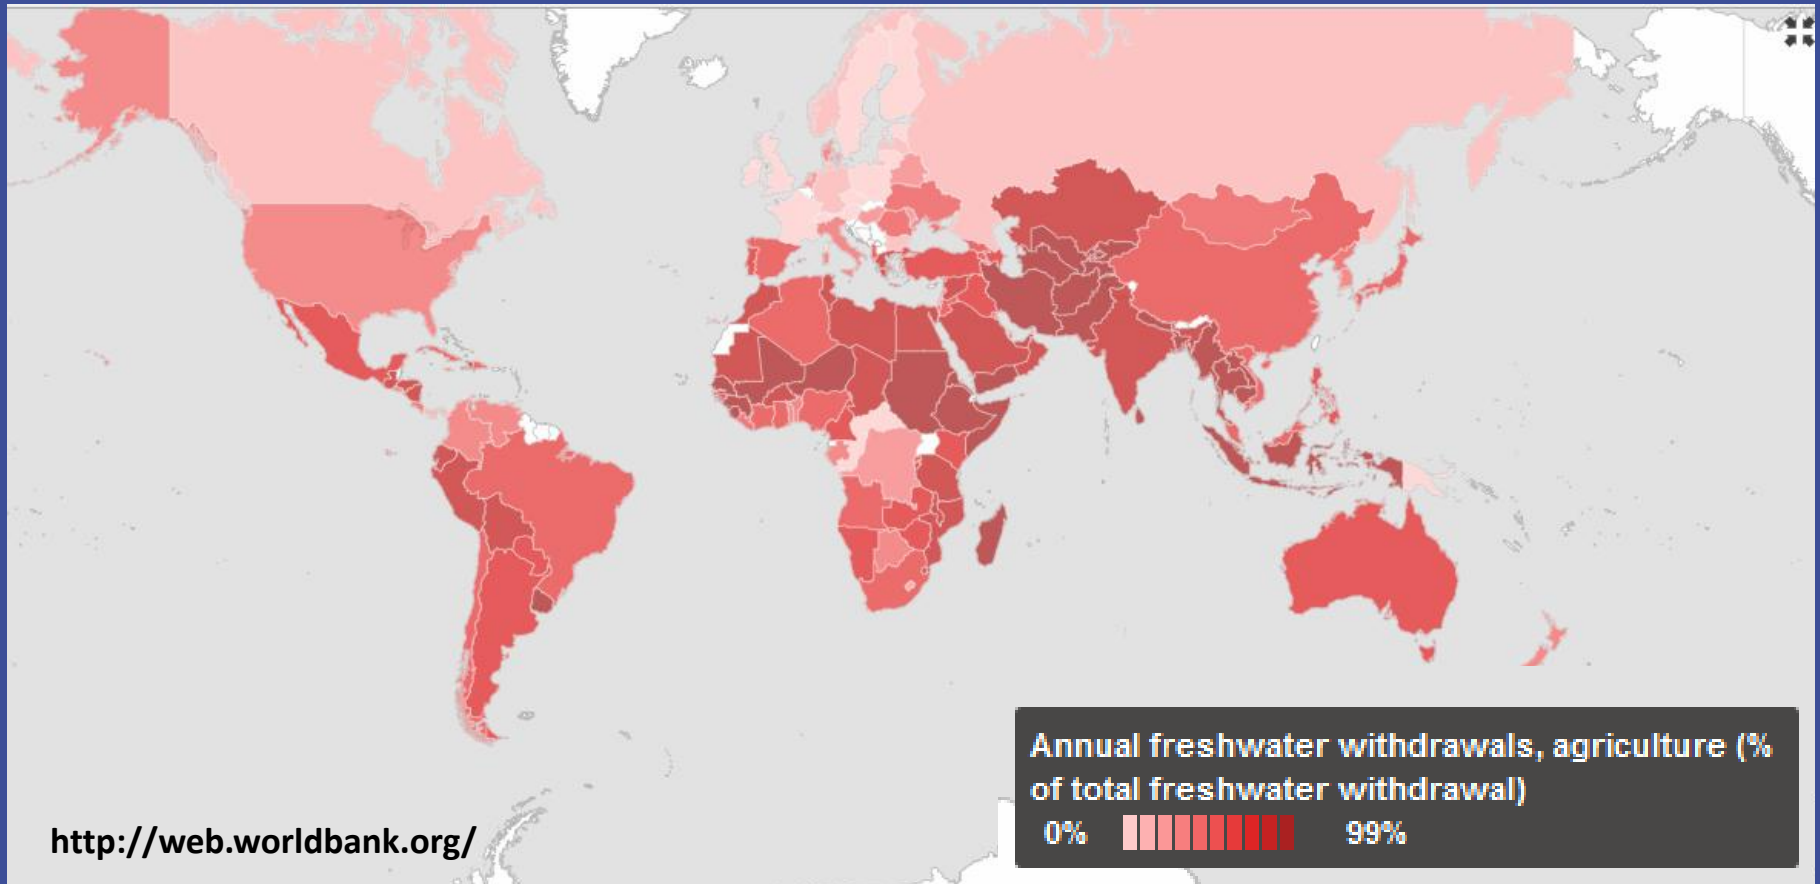 Annual freshwater withdrawals, agriculture (%
of total freshwater withdrawal)
0% 99%
http://web.worldbank.org/